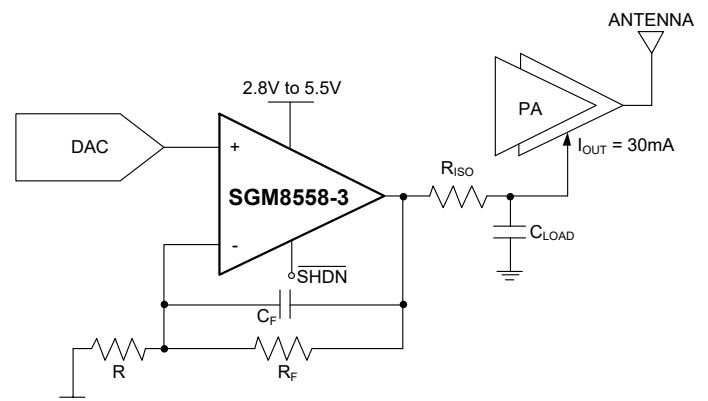 ANTENNA
2.8V to 5.5V
PA
DAC
+
I_OUT = 30mA
R_ISO
SGM8558-3
C_LOAD
-
SHDN
C_F
R
R_F